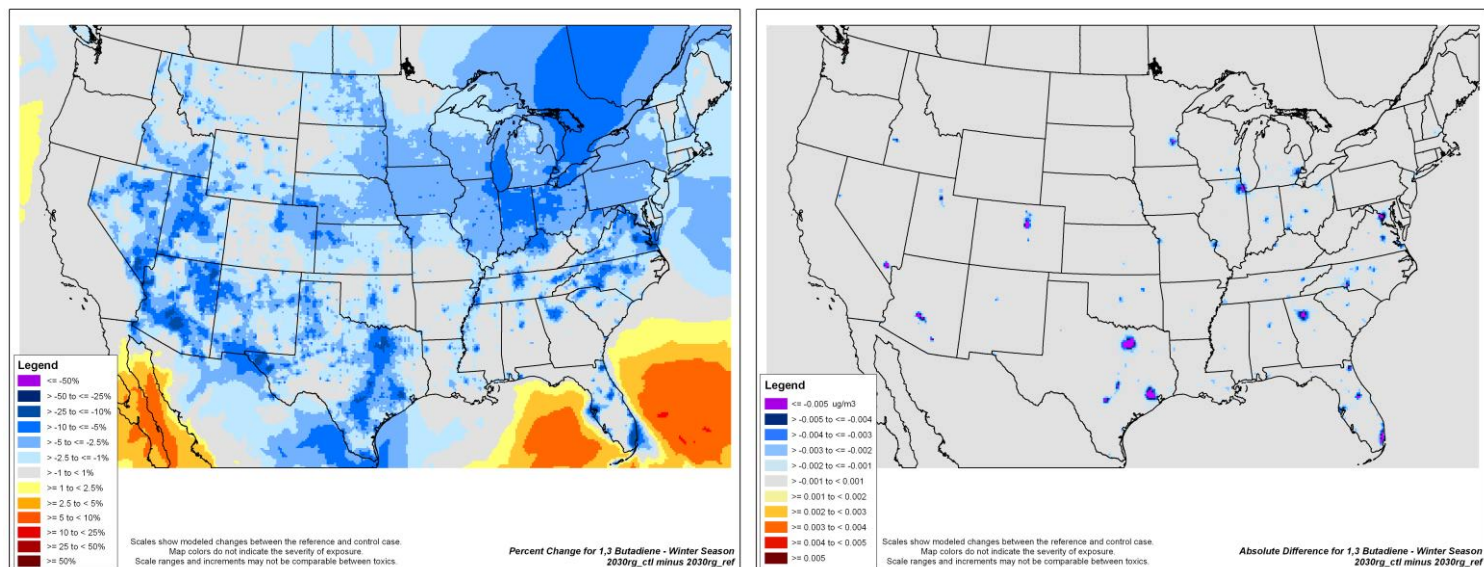 Legend
<= -50%
> -50 to <= -25%
> -25 to <= -10%
> -10 to <= -5%
> -5 to <= -2.5%
> -2.5 to <= -1%
> -1 to < 1%
>= 1 to < 2.5%
>= 2.5 to < 5%
>= 5 to < 10%
>= 10 to < 25%
>= 25 to < 50%
>= 50%
Scales show modeled changes between the reference and control case.
Map colors do not indicate the severity of exposure.
Scale ranges and increments may not be comparable between toxics.
Percent Change for 1,3 Butadiene - Winter Season
2030rg_ctl minus 2030rg_ref
Legend
<= -0.005 ug/m3
> -0.005 to <= -0.004
> -0.004 to <= -0.003
> -0.003 to <= -0.002
> -0.002 to <= -0.001
> -0.001 to < 0.001
>= 0.001 to < 0.002
>= 0.002 to < 0.003
>= 0.003 to < 0.004
>= 0.004 to < 0.005
>= 0.005
Scales show modeled changes between the reference and control case.
Map colors do not indicate the severity of exposure.
Scale ranges and increments may not be comparable between toxics.
Absolute Difference for 1,3 Butadiene - Winter Season
2030rg_ctl minus 2030rg_ref